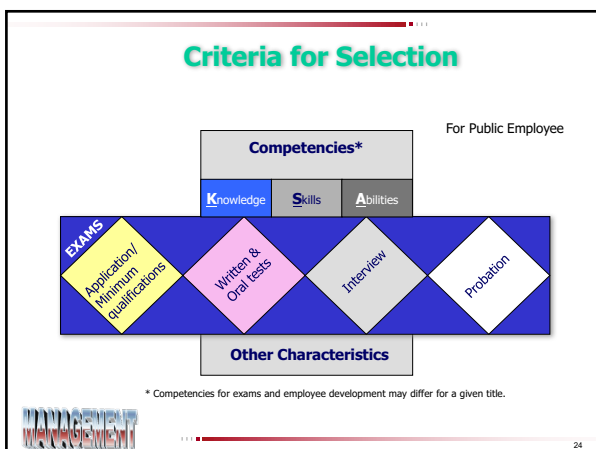 Criteria for Selection
For Public Employee
Competencies*
Knowledge
Skills
Abilities
EXAMS
Application/
Minimum
qualifications
Written &
Oral tests
Interview
Probation
Other Characteristics
* Competencies for exams and employee development may differ for a given title.
MANAGEMENT
24